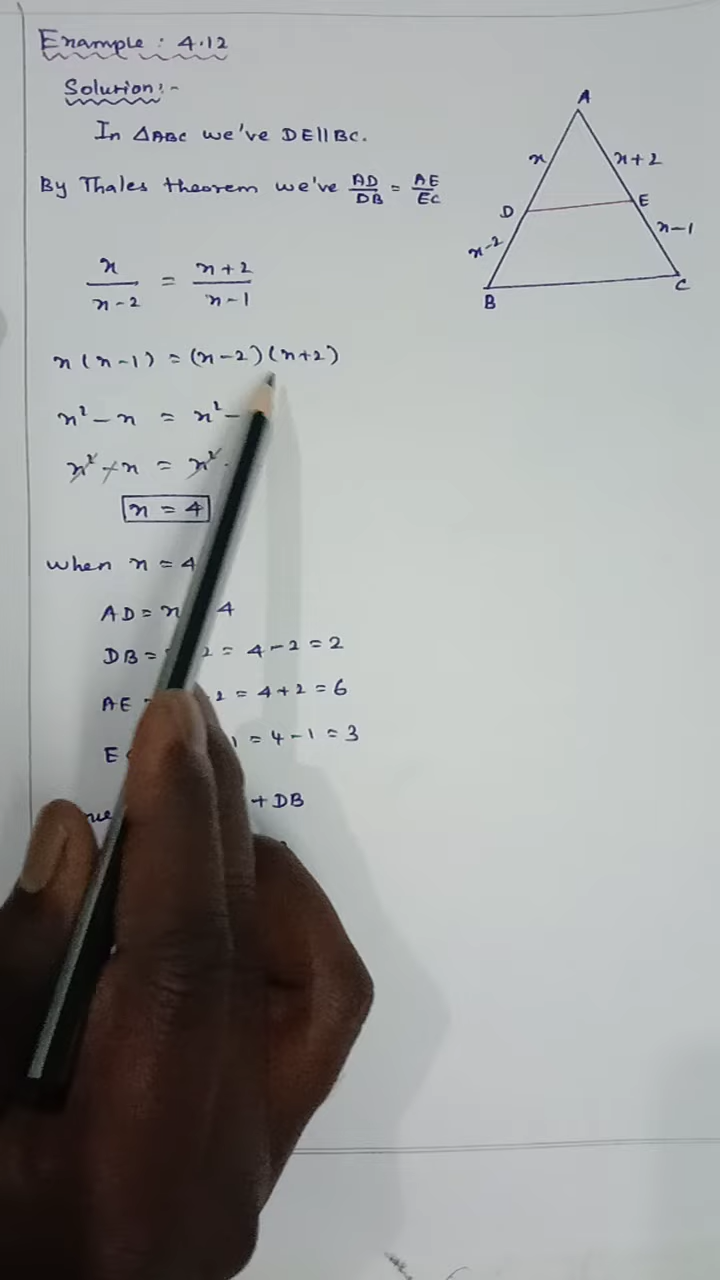 Example : 4.12
Solution :-
In △ABC we've DE||BC.
By Thales theorem we've AD/DB = AE/EC
x/x-2 = x+2/x-1
x(x-1) = (x-2)(x+2)
x² - x = x² -
x² - x = x²
x = 4
When x = 4
AD = x 4
DB = 2 = 4-2 = 2
AE 2 = 4+2 = 6
E 1 = 4-1 = 3
+ DB
A
x
x+2
D
E
x-2
x-1
B
C